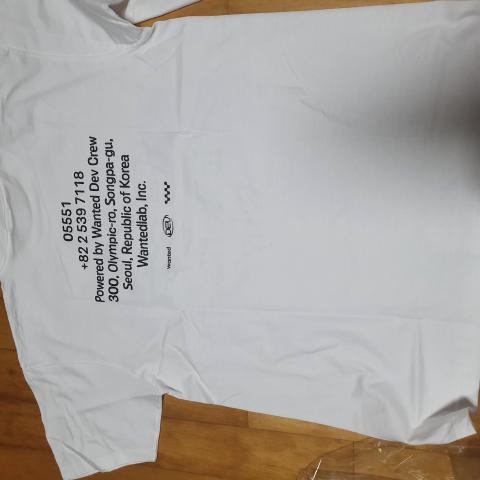 05551
+82 2 539 7118
Powered by Wanted Dev Crew
300, Olympic-ro, Songpa-gu,
Seoul, Republic of Korea
Wantedlab, Inc.
wanted DEV